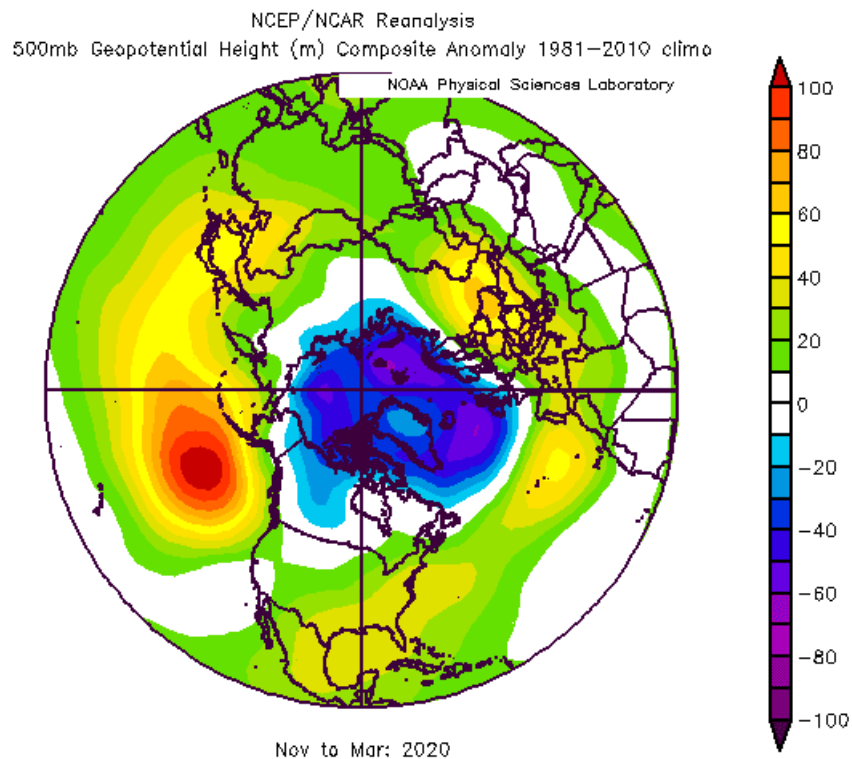 NCEP/NCAR Reanalysis
500mb Geopotential Height (m) Composite Anomaly 1981-2010 clima
NOAA Physical Sciences Laboratory
100
80
60
40
20
0
-20
-40
-60
-80
-100
Nov to Mar: 2020